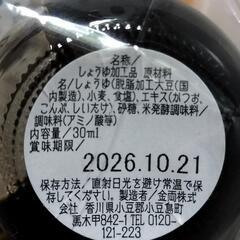 名称/
しょうゆ加工品 原材料
名/しょうゆ(脱脂加工大豆(国
内製造)、小麦、食塩)、エキス(かつお、
こんぶ、しいたけ)、砂糖、米発酵調味料/
調味料(アミノ酸等)
内容量/30ml
賞味期限/
2026.10.21
保存方法/直射日光を避け常温で保
存してください。製造者/金両株式会
社 香川県小豆郡小豆島町
馬木甲842-1 TEL 0120-
121-223